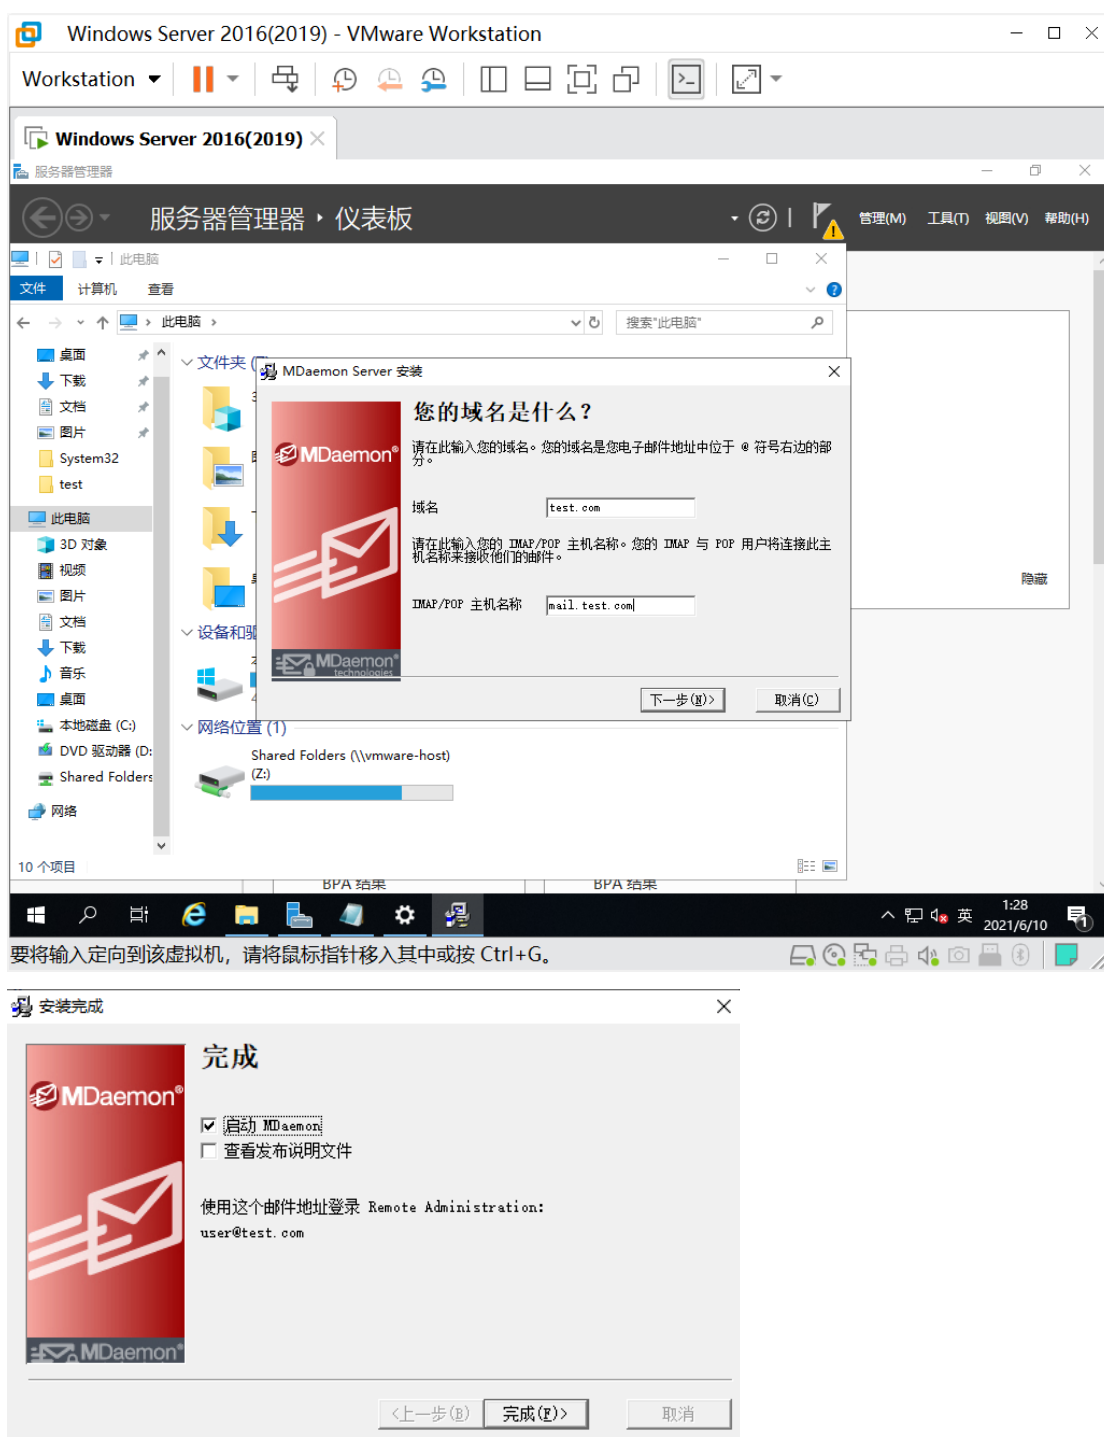 Windows Server 2016(2019) - VMware Workstation
Workstation
Windows Server 2016(2019)
服务器管理器
服务器管理器 · 仪表板
管理(M) 工具(T) 视图(V) 帮助(H)
此电脑
文件 计算机 查看
此电脑
搜索"此电脑"
桌面
下载
文档
图片
System32
test
此电脑
3D 对象
视频
图片
文档
下载
音乐
桌面
本地磁盘 (C:)
DVD 驱动器 (D:
Shared Folders
网络
文件夹
设备和驱
网络位置 (1)
Shared Folders (\\vmware-host)
(Z:)
10 个项目
MDaemon Server 安装
MDaemon®
您的域名是什么?
请在此输入您的域名。您的域名是您电子邮件地址中位于 @ 符号右边的部
分。
域名 test.com
请在此输入您的 IMAP/POP 主机名称。您的 IMAP 与 POP 用户将连接此主
机名称来接收他们的邮件。
IMAP/POP 主机名称 mail.test.com
MDaemon®
technologies
下一步(N)> 取消(C)
隐藏
BPA 结果 BPA 结果
英
1:28
2021/6/10
1
要将输入定向到该虚拟机，请将鼠标指针移入其中或按 Ctrl+G。
安装完成
MDaemon®
完成
启动 MDaemon
查看发布说明文件
使用这个邮件地址登录 Remote Administration:
user@test.com
MDaemon®
<上一步(B) 完成(F)> 取消